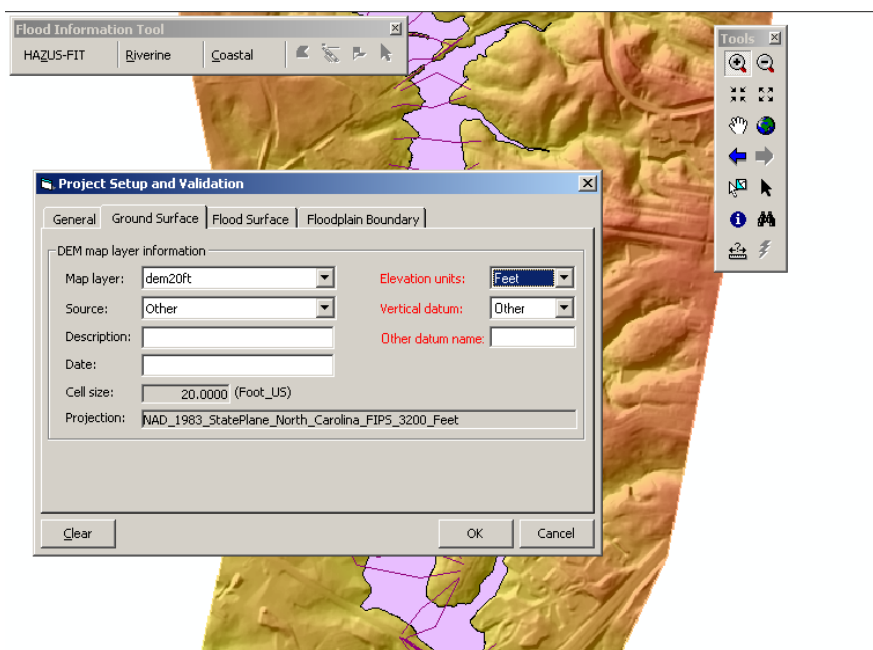 Flood Information Tool
HAZUS-FIT Riverine Coastal
Tools
Project Setup and Validation
General Ground Surface Flood Surface Floodplain Boundary
DEM map layer information
Map layer: dem20ft Elevation units: Feet
Source: Other Vertical datum: Other
Description: Other datum name:
Date:
Cell size: 20.0000 (Foot_US)
Projection: NAD_1983_StatePlane_North_Carolina_FIPS_3200_Feet
Clear OK Cancel